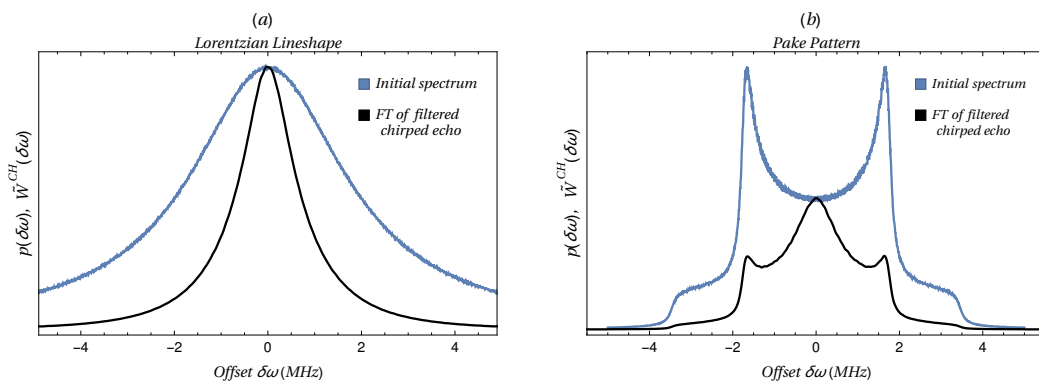 (a)
Lorentzian Lineshape
Initial spectrum
FT of filtered
chirped echo
p(δω), W̃^CH(δω)
−4 −2 0 2 4
Offset δω (MHz)
(b)
Pake Pattern
Initial spectrum
FT of filtered
chirped echo
p(δω), W̃^CH(δω)
−4 −2 0 2 4
Offset δω (MHz)